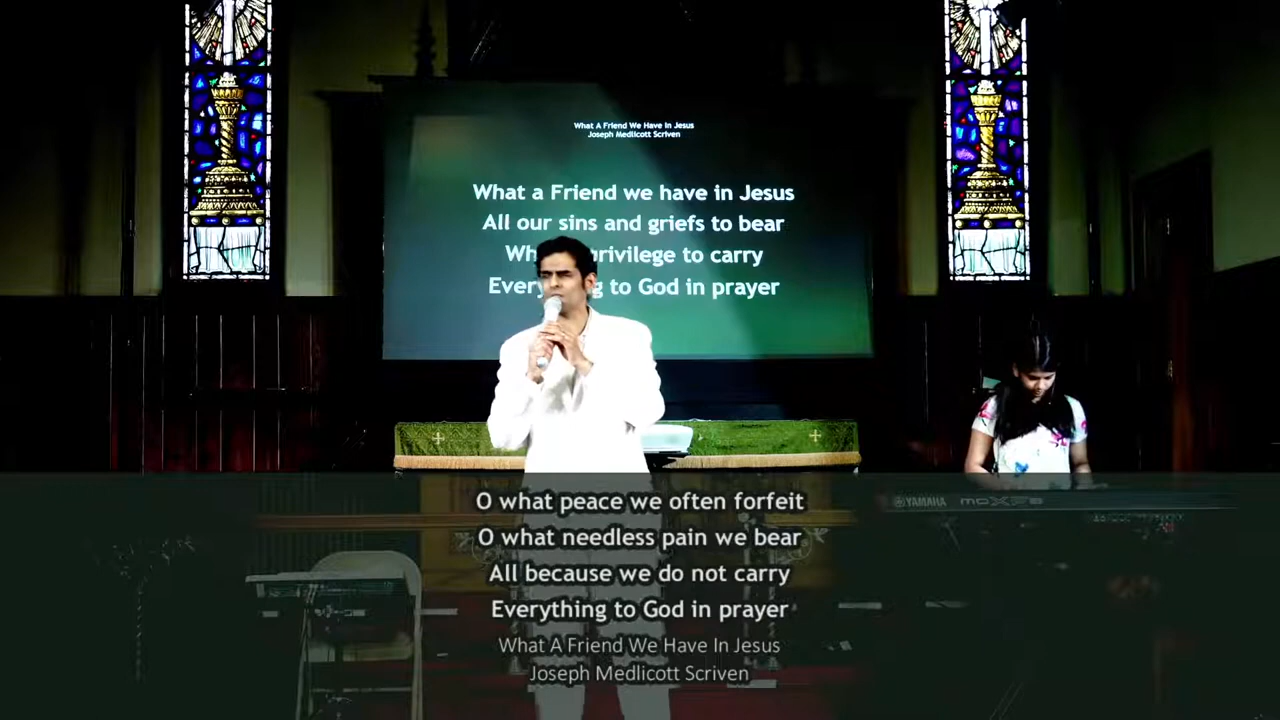 What A Friend We Have In Jesus
Joseph Medlicott Scriven
What a Friend we have in Jesus
All our sins and griefs to bear
privilege to carry
to God in prayer
O what peace we often forfeit
O what needless pain we bear
YAMAHA MOXF8
All because we do not carry
Everything to God in prayer
What A Friend We Have In Jesus
Joseph Medlicott Scriven